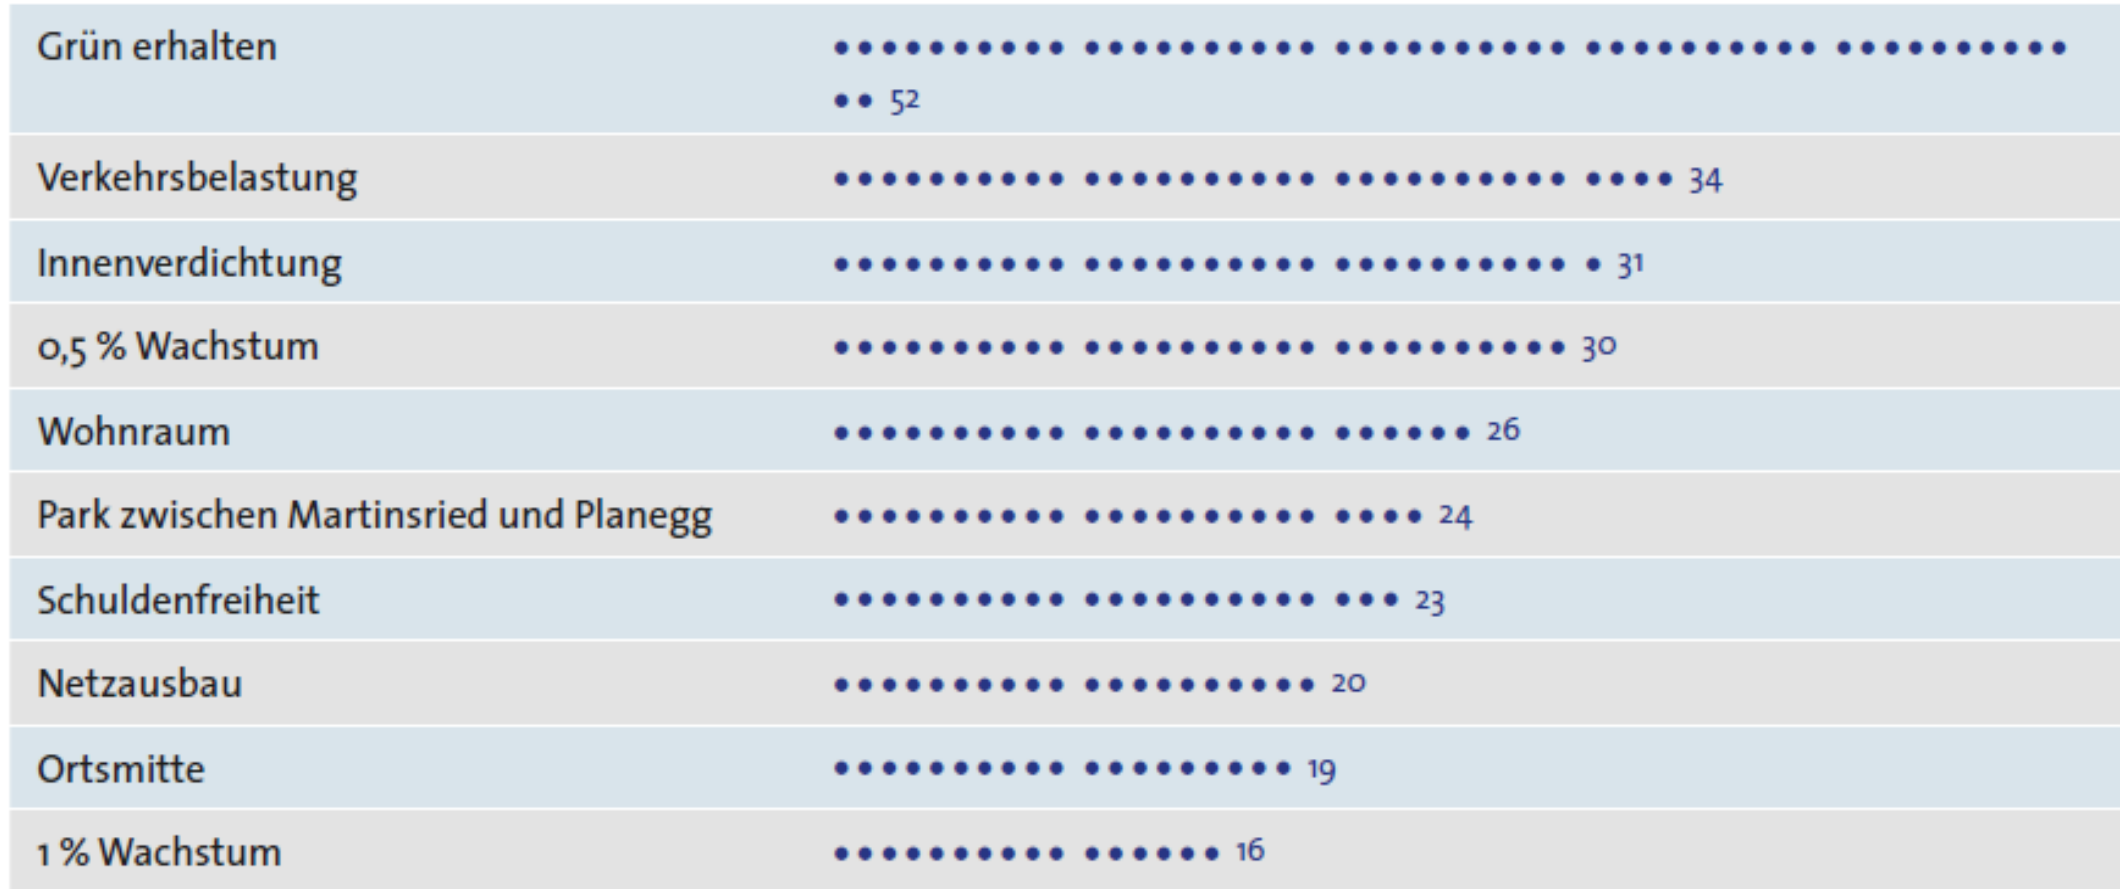 Grün erhalten
52
Verkehrsbelastung 34
Innenverdichtung 31
0,5 % Wachstum 30
Wohnraum 26
Park zwischen Martinsried und Planegg 24
Schuldenfreiheit 23
Netzausbau 20
Ortsmitte 19
1 % Wachstum 16